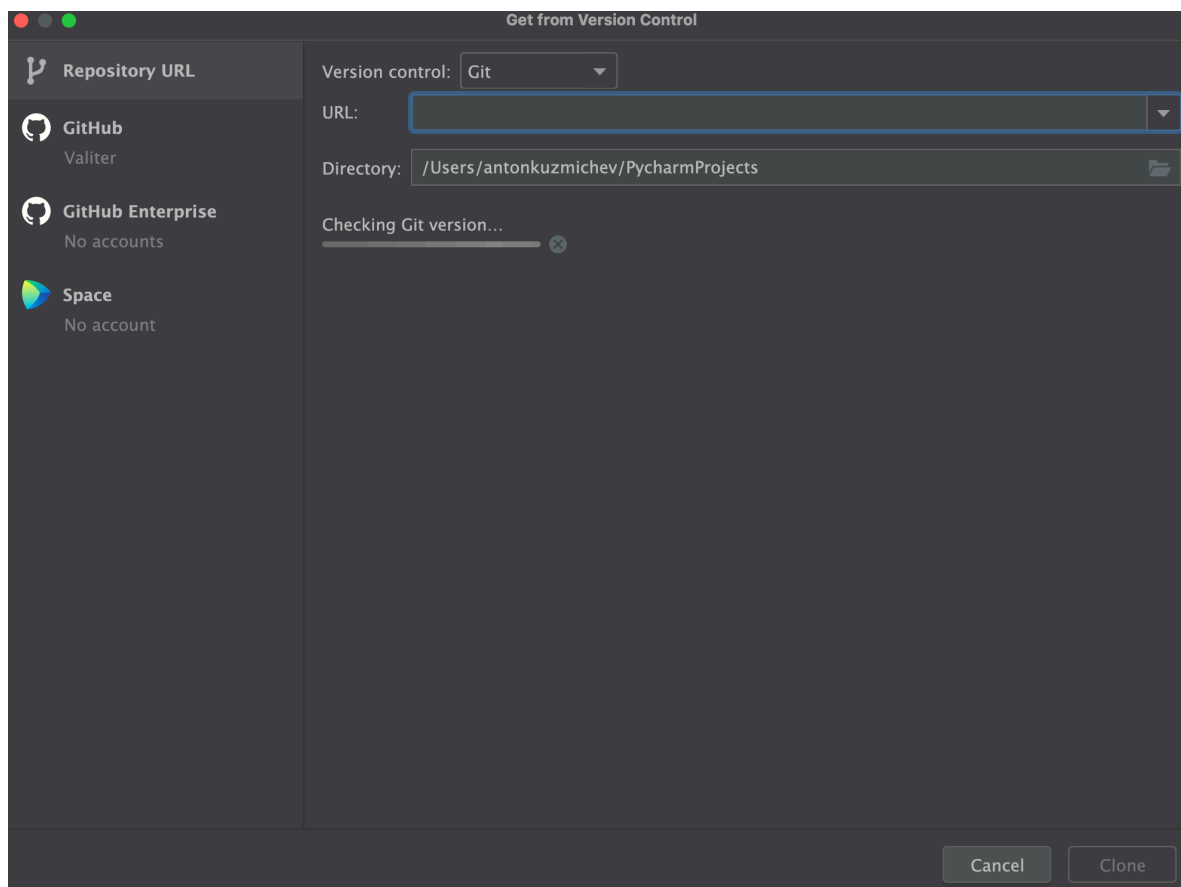 Get from Version Control
Repository URL
GitHub
Valiter
GitHub Enterprise
No accounts
Space
No account
Version control: Git
URL:
Directory: /Users/antonkuzmichev/PycharmProjects
Checking Git version...
Cancel Clone